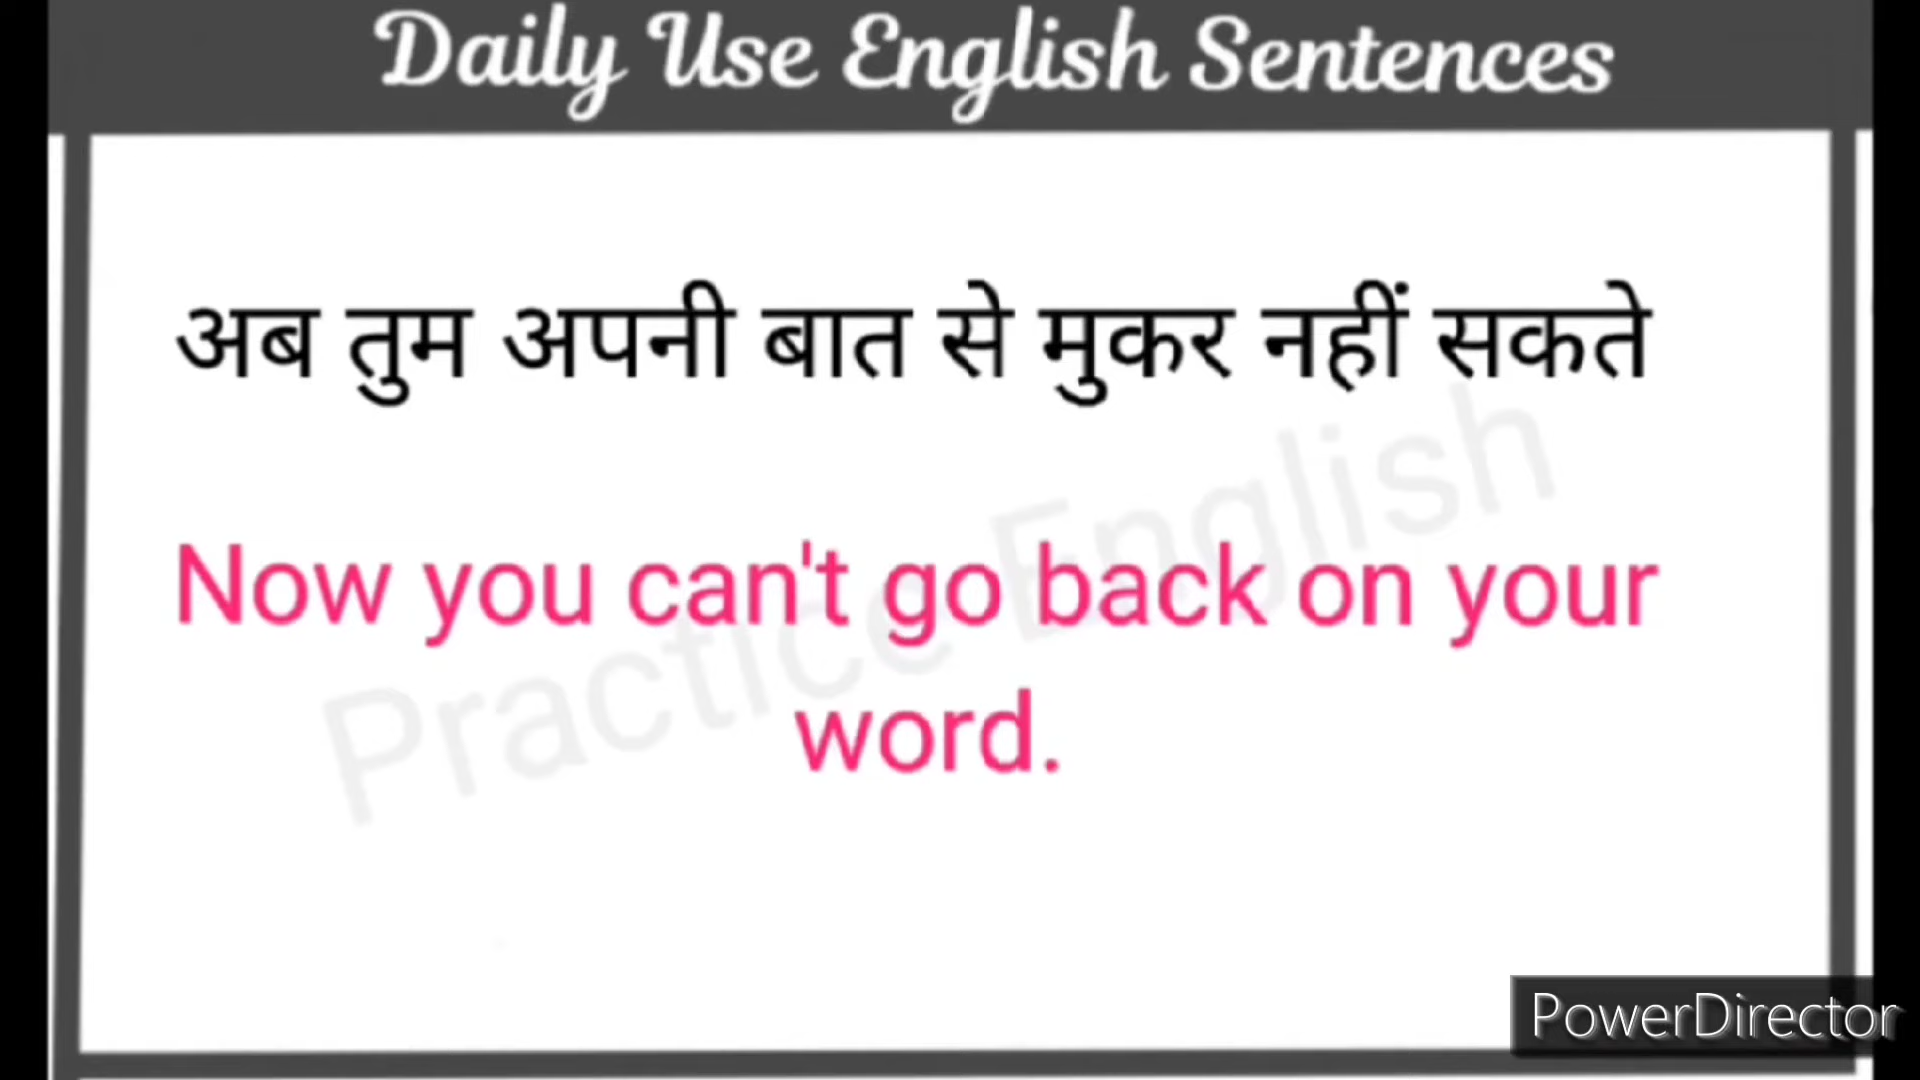 Daily Use English Sentences
अब तुम अपनी बात से मुकर नहीं सकते
Now you can't go back on your
word.
Practice English
PowerDirector